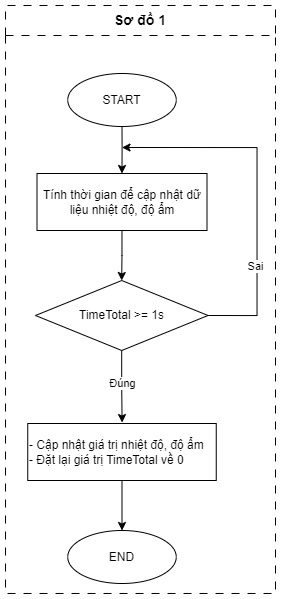 Sơ đồ 1
START
Tính thời gian để cập nhật dữ
liệu nhiệt độ, độ ẩm
Sai
TimeTotal >= 1s
Đúng
- Cập nhật giá trị nhiệt độ, độ ẩm
- Đặt lại giá trị TimeTotal về 0
END